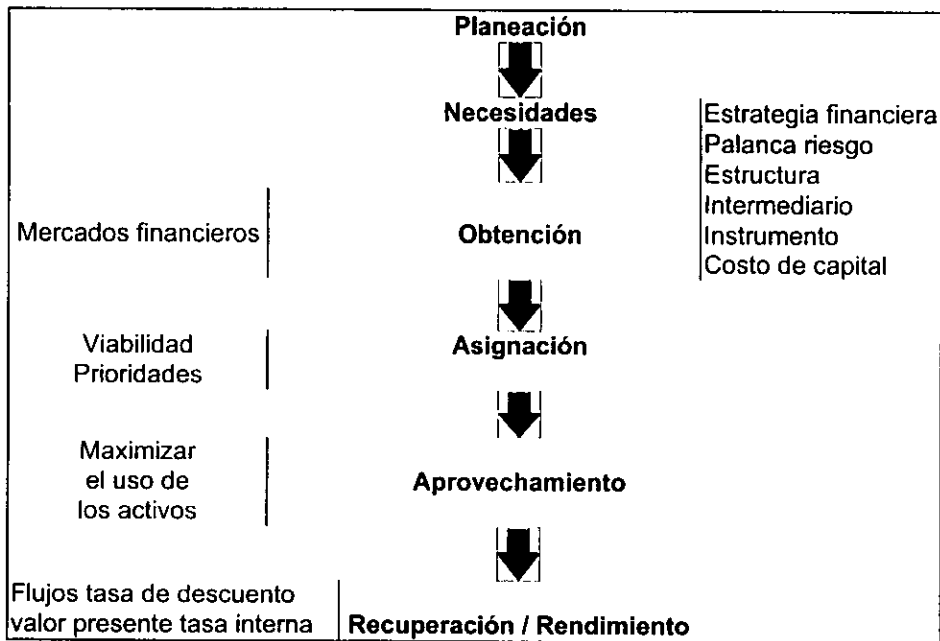 Planeación
Necesidades
Estrategia financiera
Palanca riesgo
Estructura
Intermediario
Instrumento
Costo de capital
Mercados financieros
Obtención
Viabilidad
Prioridades
Asignación
Maximizar
el uso de
los activos
Aprovechamiento
Flujos tasa de descuento
valor presente tasa interna
Recuperación / Rendimiento